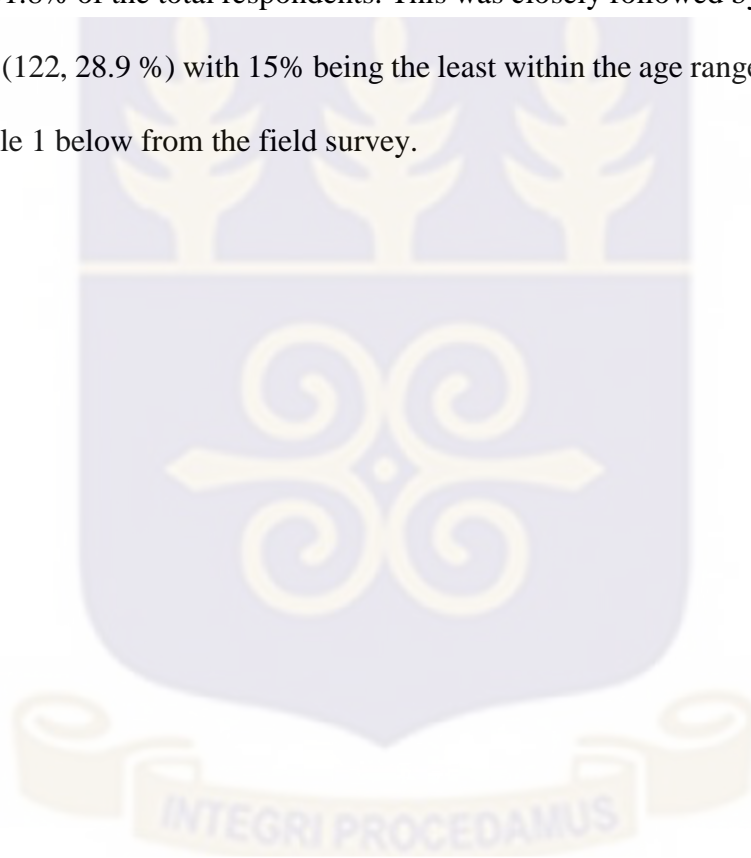 of the total respondents. This was closely followed by
(122, 28.9 %) with 15% being the least within the age range
le 1 below from the field survey.
INTEGRI PROCEDAMUS